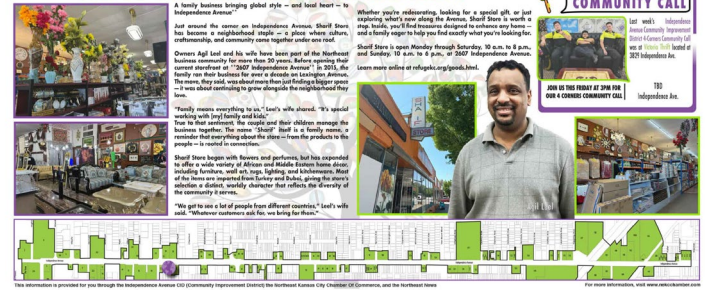 A family business bringing global style — and local heart — to
Independence Avenue''
Just around the corner on Independence Avenue, Sharif Store
has become a neighborhood staple — a place where culture,
craftsmanship, and community come together under one roof.
Owners Agil Leel and his wife have been part of the Northeast
business community for more than 20 years. Before opening their
current storefront at ''2607 Independence Avenue'' in 2015, the
family ran their business for over a decade on Lexington Avenue.
The move, they said, was about more than just finding a bigger space
— it was about continuing to grow alongside the neighborhood they
love.
"Family means everything to us," Leel's wife shared. "It's special
working with [my] family and kids."
True to that sentiment, the couple and their children manage the
business together. The name 'Sharif' itself is a family name, a
reminder that everything about the store — from the products to the
people — is rooted in connection.
Sharif Store began with flowers and perfumes, but has expanded
to offer a wide variety of African and Middle Eastern home décor,
including furniture, wall art, rugs, lighting, and kitchenware. Most
of the items are imported from Turkey and Dubai, giving the store's
selection a distinct, worldly character that reflects the diversity of
the community it serves.
"We get to see a lot of people from different countries," Leel's wife
said. "Whatever customers ask for, we bring for them."
Whether you're redecorating, looking for a special gift, or just
exploring what's new along the Avenue, Sharif Store is worth a
stop. Inside, you'll find treasures designed to enhance any home —
and a family eager to help you find exactly what you're looking for.
Sharif Store is open Monday through Saturday, 10 a.m. to 8 p.m.,
and Sunday, 10 a.m. to 6 p.m., at 2607 Independence Avenue.
Learn more online at refugekc.org/goods.html.
Agil Leel
COMMUNITY CALL
Last week's Independence
Avenue Community Improvement
District 4-Corners Community Call
was at Victoria Thrift located at
3829 Independence Ave.
JOIN US THIS FRIDAY AT 3PM FOR
OUR 4 CORNERS COMMUNITY CALL
TBD
Independence Ave.
This information is provided for you through the Independence Avenue CID (Community Improvement District) the Northeast Kansas City Chamber Of Commerce, and the Northeast News
For more information, visit www.nekcchamber.com